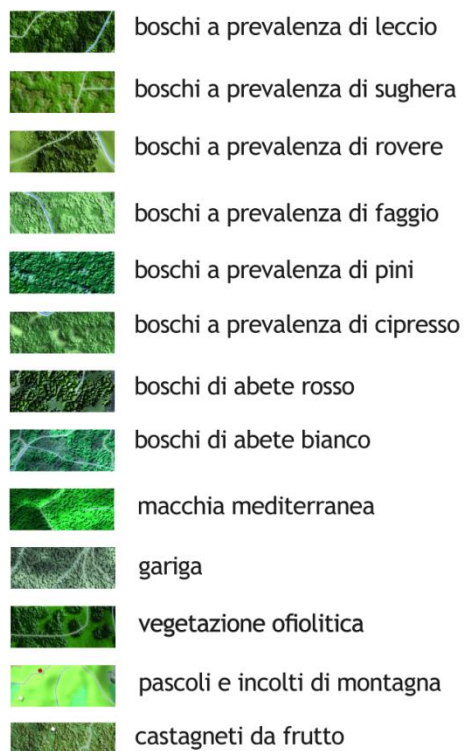 boschi a prevalenza di leccio
boschi a prevalenza di sughera
boschi a prevalenza di rovere
boschi a prevalenza di faggio
boschi a prevalenza di pini
boschi a prevalenza di cipresso
boschi di abete rosso
boschi di abete bianco
macchia mediterranea
gariga
vegetazione ofiolitica
pascoli e incolti di montagna
castagneti da frutto